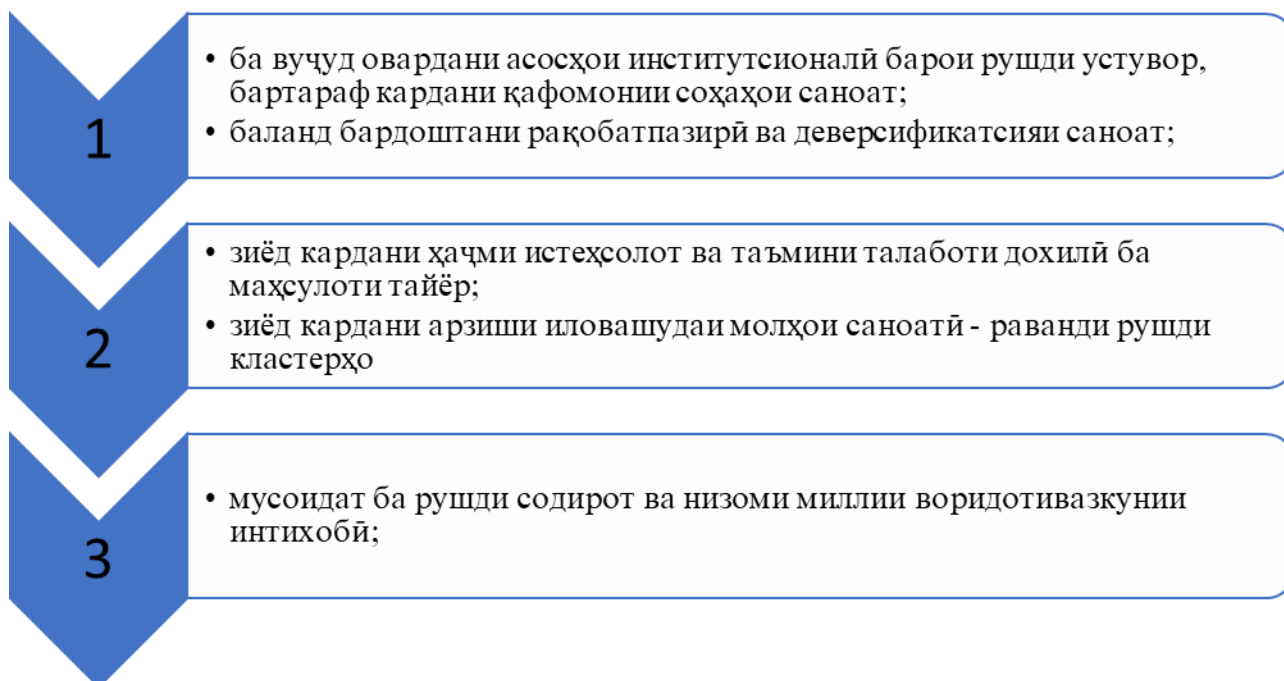 1
• ба вуҷуд овардани асосҳои институтсионалӣ барои рушди устувор,
бартараф кардани қафомонии соҳаҳои саноат;
• баланд бардоштани рақобатпазирӣ ва деверсификатсияи саноат;
2
• зиёд кардани ҳаҷми истеҳсолот ва таъмини талаботи дохилӣ ба
маҳсулоти тайёр;
• зиёд кардани арзиши иловашудаи молҳои саноатӣ - раванди рушди
кластерҳо
3
• мусоидат ба рушди содирот ва низоми миллии воридотивазкунии
интихобӣ;